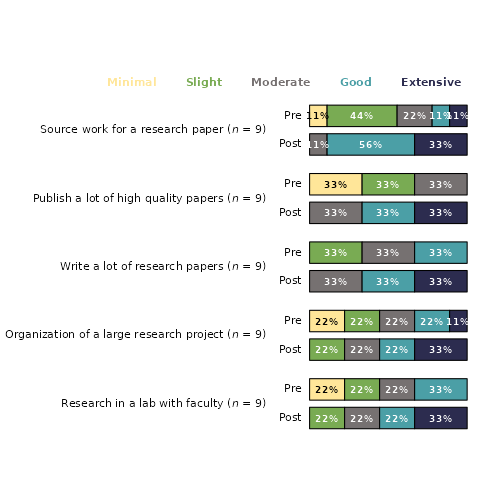 Minimal Slight Moderate Good Extensive
Pre 11% 44% 22% 11% 11%
Source work for a research paper (n = 9)
Post 11% 56% 33%
Pre 33% 33% 33%
Publish a lot of high quality papers (n = 9)
Post 33% 33% 33%
Pre 33% 33% 33%
Write a lot of research papers (n = 9)
Post 33% 33% 33%
Pre 22% 22% 22% 22% 11%
Organization of a large research project (n = 9)
Post 22% 22% 22% 33%
Pre 22% 22% 22% 33%
Research in a lab with faculty (n = 9)
Post 22% 22% 22% 33%